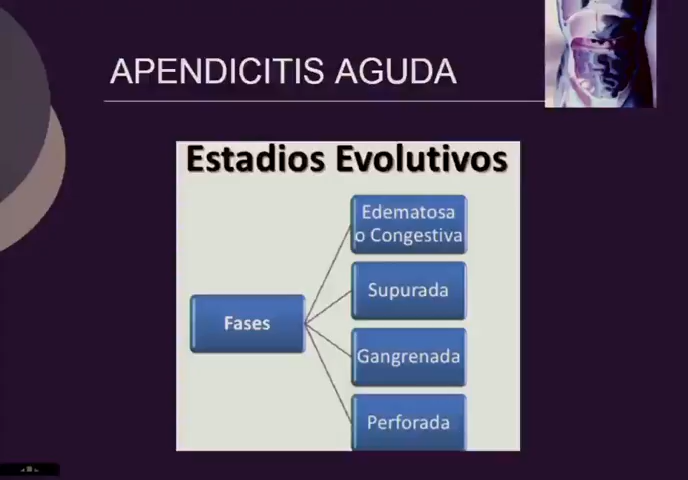 APENDICITIS AGUDA
Estadios Evolutivos
Fases
Edematosa
o Congestiva
Supurada
Gangrenada
Perforada